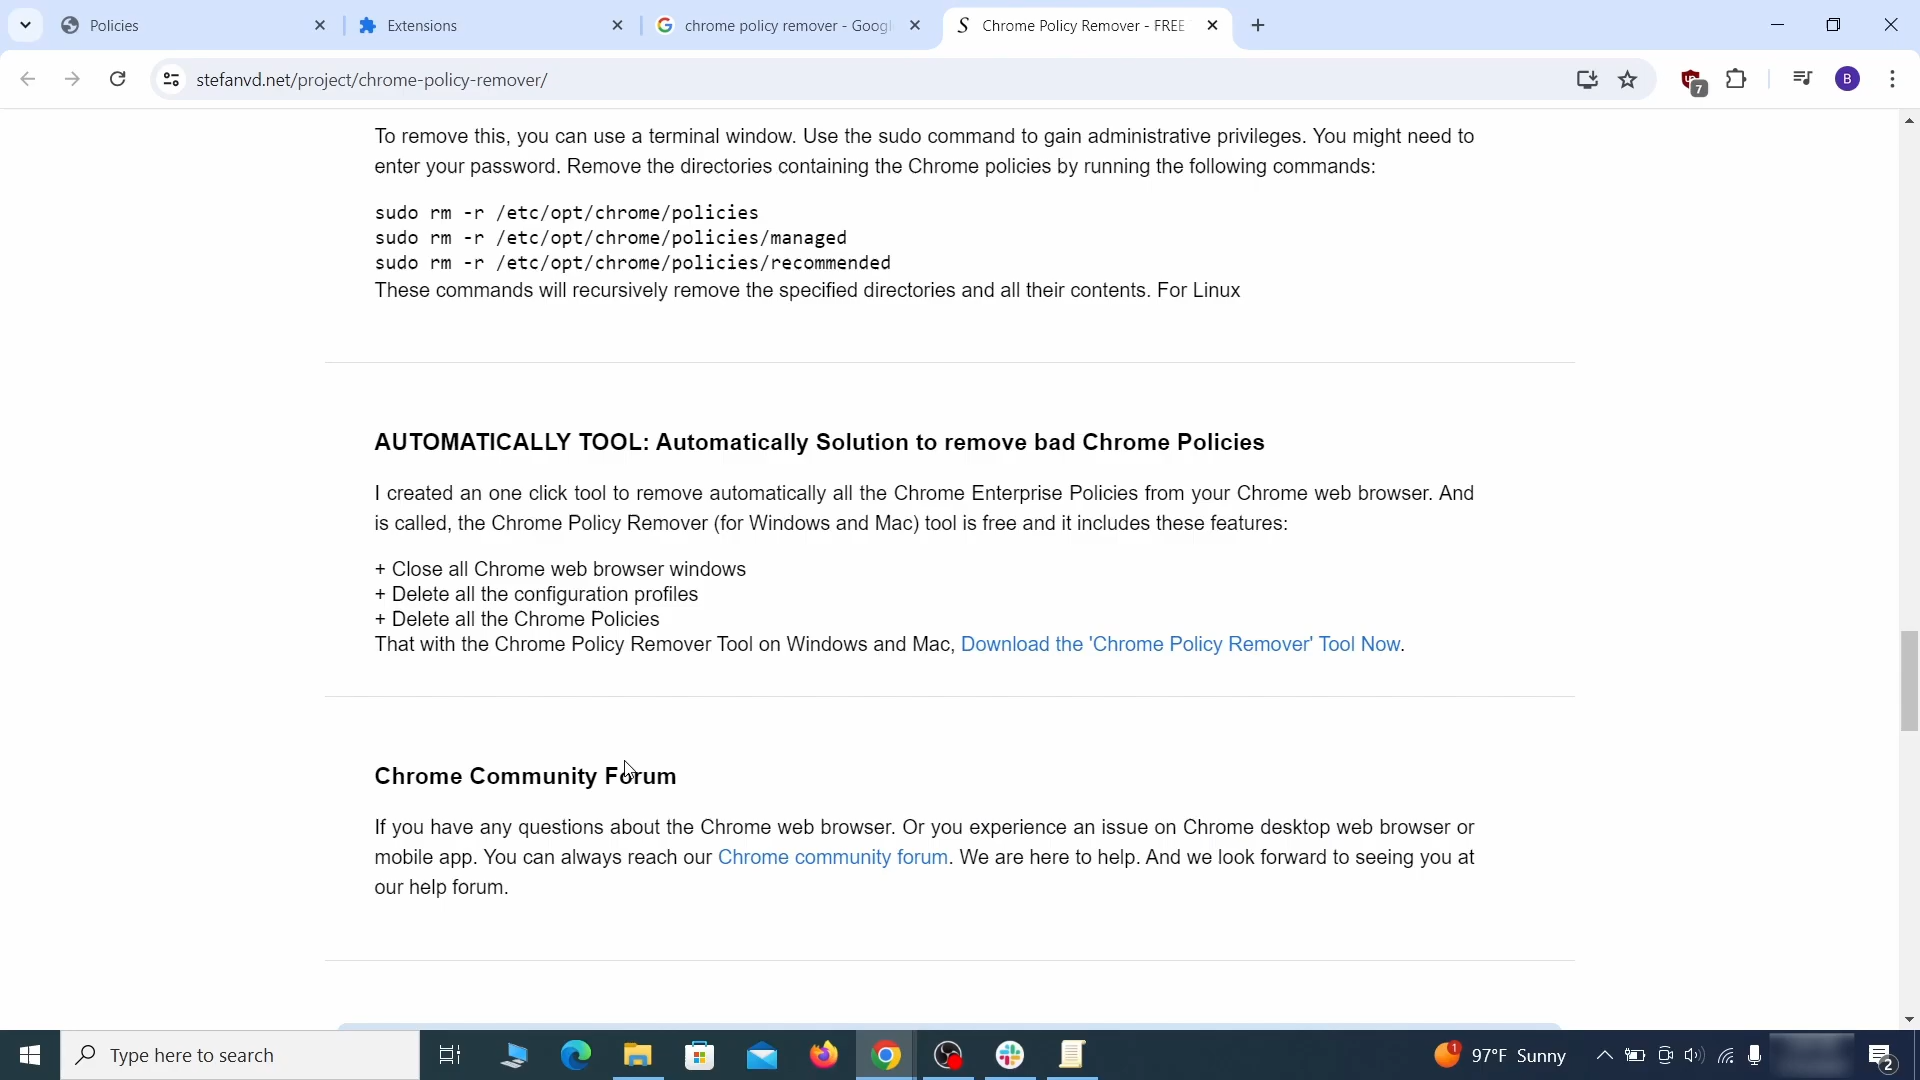 Policies
Extensions
chrome policy remover - Googl
Chrome Policy Remover - FREE
stefanvd.net/project/chrome-policy-remover/
7
B
To remove this, you can use a terminal window. Use the sudo command to gain administrative privileges. You might need to
enter your password. Remove the directories containing the Chrome policies by running the following commands:
sudo rm -r /etc/opt/chrome/policies
sudo rm -r /etc/opt/chrome/policies/managed
sudo rm -r /etc/opt/chrome/policies/recommended
These commands will recursively remove the specified directories and all their contents. For Linux
AUTOMATICALLY TOOL: Automatically Solution to remove bad Chrome Policies
I created an one click tool to remove automatically all the Chrome Enterprise Policies from your Chrome web browser. And
is called, the Chrome Policy Remover (for Windows and Mac) tool is free and it includes these features:
+ Close all Chrome web browser windows
+ Delete all the configuration profiles
+ Delete all the Chrome Policies
That with the Chrome Policy Remover Tool on Windows and Mac, Download the 'Chrome Policy Remover' Tool Now.
Chrome Community Forum
If you have any questions about the Chrome web browser. Or you experience an issue on Chrome desktop web browser or
mobile app. You can always reach our Chrome community forum. We are here to help. And we look forward to seeing you at
our help forum.
Type here to search
1
97°F Sunny
2